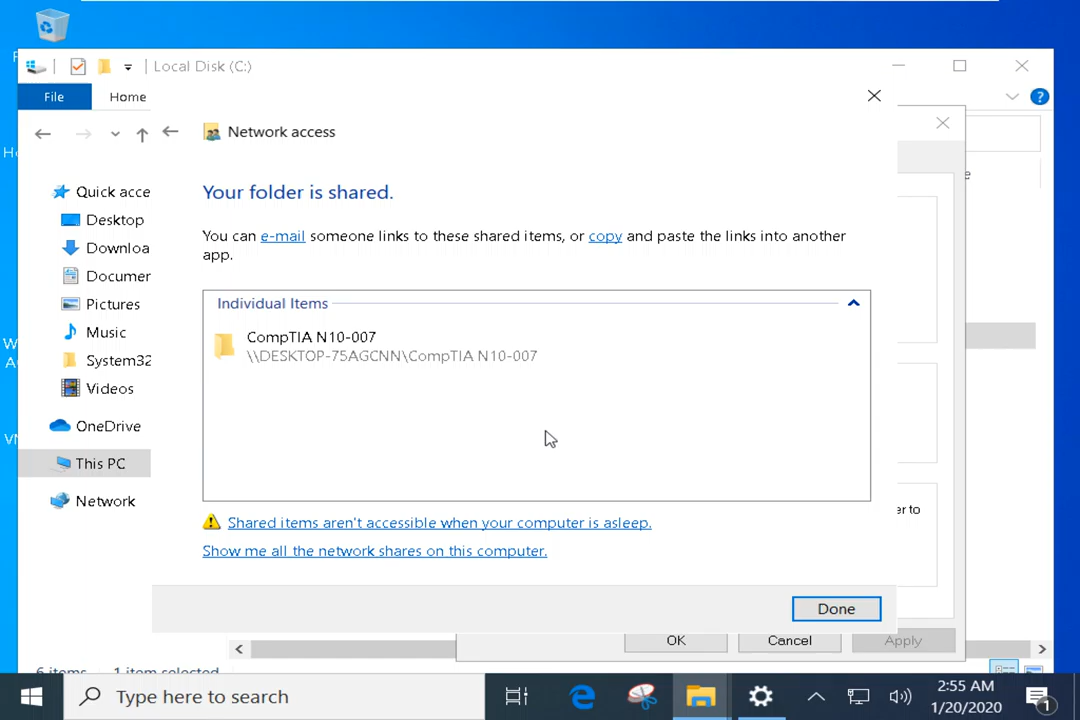 Local Disk (C:)
File
Home
Network access
Your folder is shared.
You can e-mail someone links to these shared items, or copy and paste the links into another
app.
Individual Items
CompTIA N10-007
\\DESKTOP-75AGCNN\CompTIA N10-007
Shared items aren't accessible when your computer is asleep.
Show me all the network shares on this computer.
Done
Quick acce
Desktop
Downloa
Documer
Pictures
Music
System32
Videos
OneDrive
This PC
Network
er to
OK
Cancel
Apply
6 items
1 item selected
Type here to search
2:55 AM
1/20/2020
1